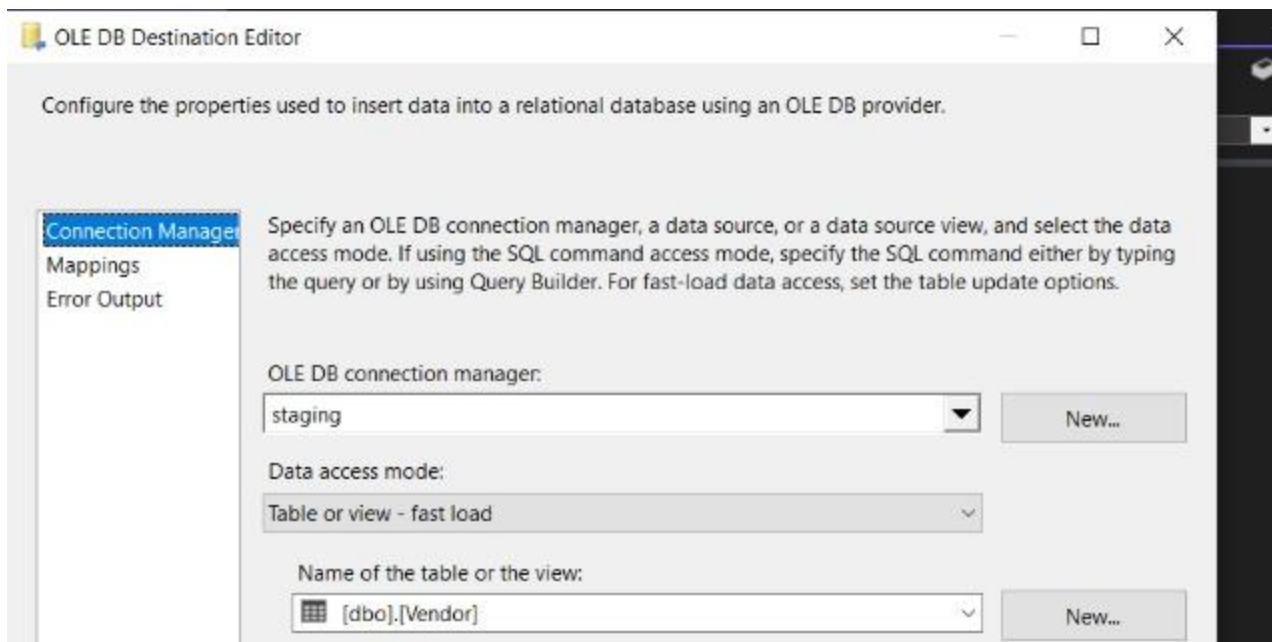 OLE DB Destination Editor
Configure the properties used to insert data into a relational database using an OLE DB provider.
Connection Manager
Mappings
Error Output
Specify an OLE DB connection manager, a data source, or a data source view, and select the data
access mode. If using the SQL command access mode, specify the SQL command either by typing
the query or by using Query Builder. For fast-load data access, set the table update options.
OLE DB connection manager:
staging
New...
Data access mode:
Table or view - fast load
Name of the table or the view:
[dbo].[Vendor]
New...